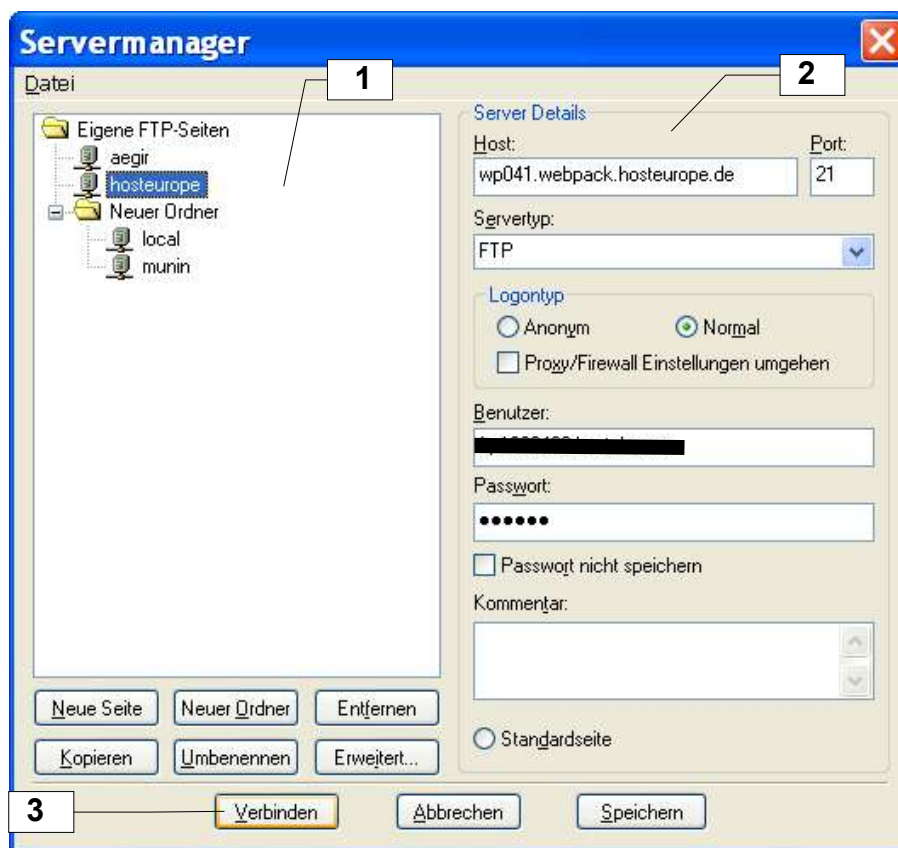 Servermanager
Datei
1
2
Eigene FTP-Seiten
aegir
hosteurope
Neuer Ordner
local
munin
Server Details
Host:
Port:
wp041.webpack.hosteurope.de
21
Servertyp:
FTP
Logontyp
Anonym
Normal
Proxy/Firewall Einstellungen umgehen
Benutzer:
Passwort:
●●●●●●
Passwort nicht speichern
Kommentar:
Neue Seite
Neuer Ordner
Entfernen
Kopieren
Umbenennen
Erweitert...
Standardseite
3
Verbinden
Abbrechen
Speichern